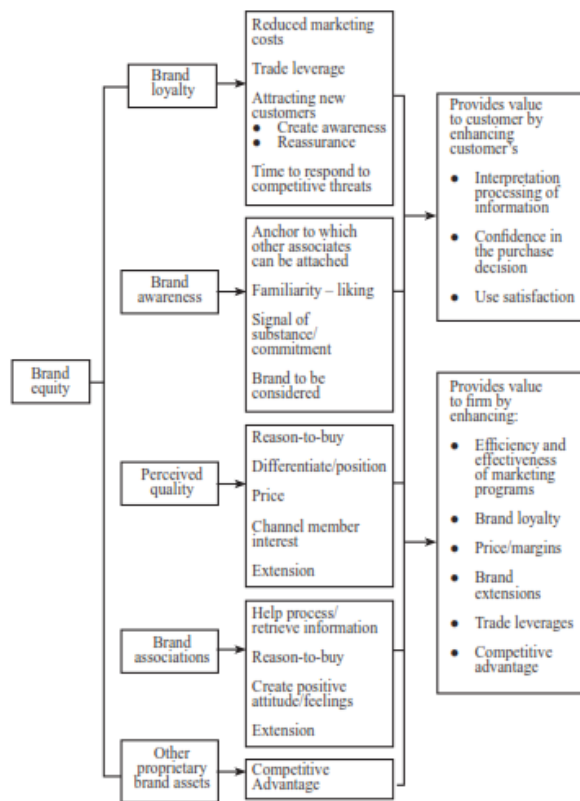 Brand
equity
Brand
loyalty
Reduced marketing
costs
Trade leverage
Attracting new
customers
● Create awareness
● Reassurance
Time to respond to
competitive threats
Brand
awareness
Anchor to which
other associates
can be attached
Familiarity – liking
Signal of
substance/
commitment
Brand to be
considered
Perceived
quality
Reason-to-buy
Differentiate/position
Price
Channel member
interest
Extension
Brand
associations
Help process/
retrieve information
Reason-to-buy
Create positive
attitude/feelings
Extension
Other
proprietary
brand assets
Competitive
Advantage
Provides value
to customer by
enhancing
customer's
● Interpretation
processing of
information
● Confidence in
the purchase
decision
● Use satisfaction
Provides value
to firm by
enhancing:
● Efficiency and
effectiveness
of marketing
programs
● Brand loyalty
● Price/margins
● Brand
extensions
● Trade leverages
● Competitive
advantage